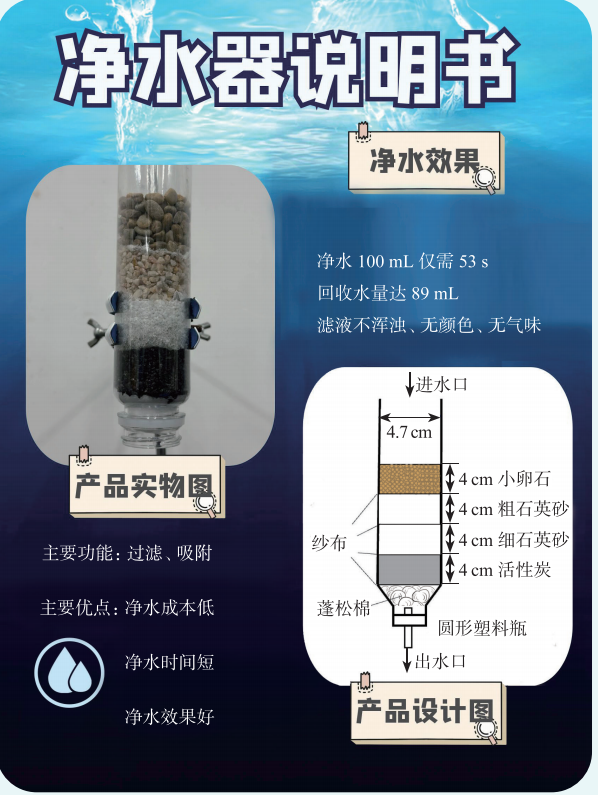 净水器说明书
净水效果
净水 100 mL 仅需 53 s
回收水量达 89 mL
滤液不浑浊、无颜色、无气味
产品实物图
主要功能：过滤、吸附
主要优点：净水成本低
净水时间短
净水效果好
进水口
4.7 cm
4 cm 小卵石
4 cm 粗石英砂
纱布
4 cm 细石英砂
4 cm 活性炭
蓬松棉
圆形塑料瓶
出水口
产品设计图